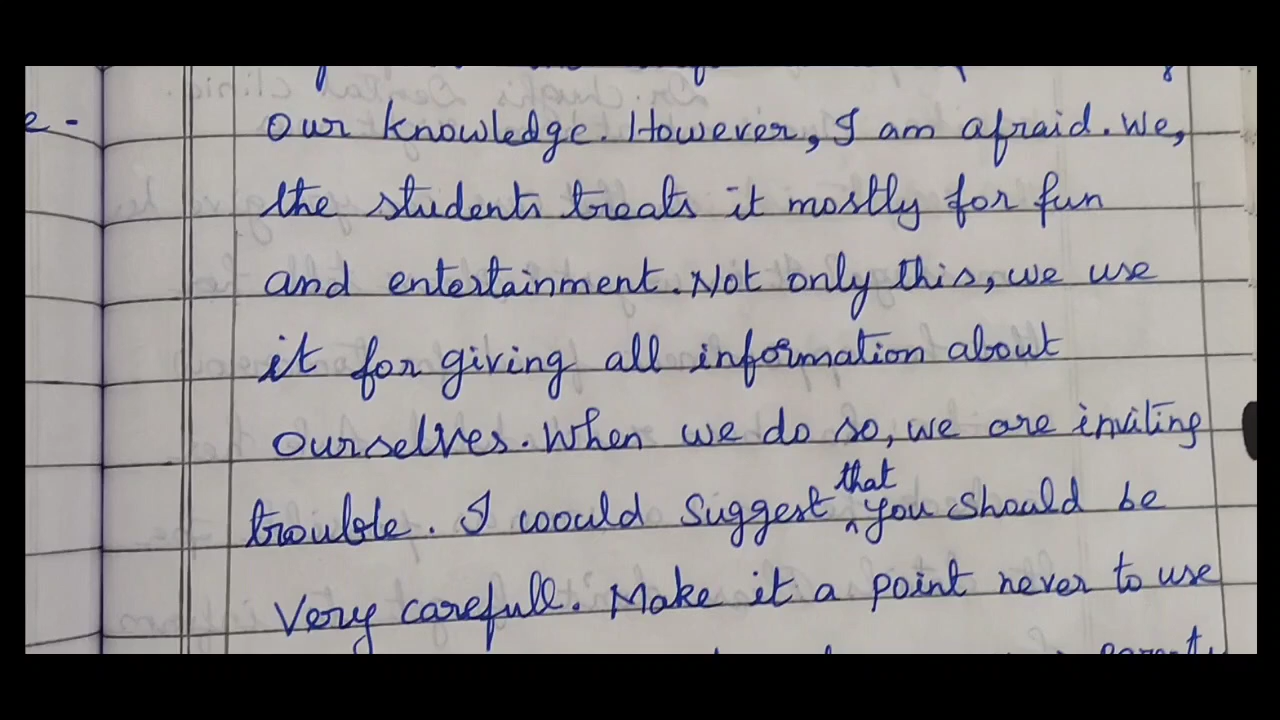 e -
our knowledge. However, I am afraid. We,
the students treats it mostly for fun
and entertainment. Not only this, we use
it for giving all information about
ourselves. When we do so, we are inviting
trouble. I coould suggest ^that you should be
very carefull. Make it a point never to use